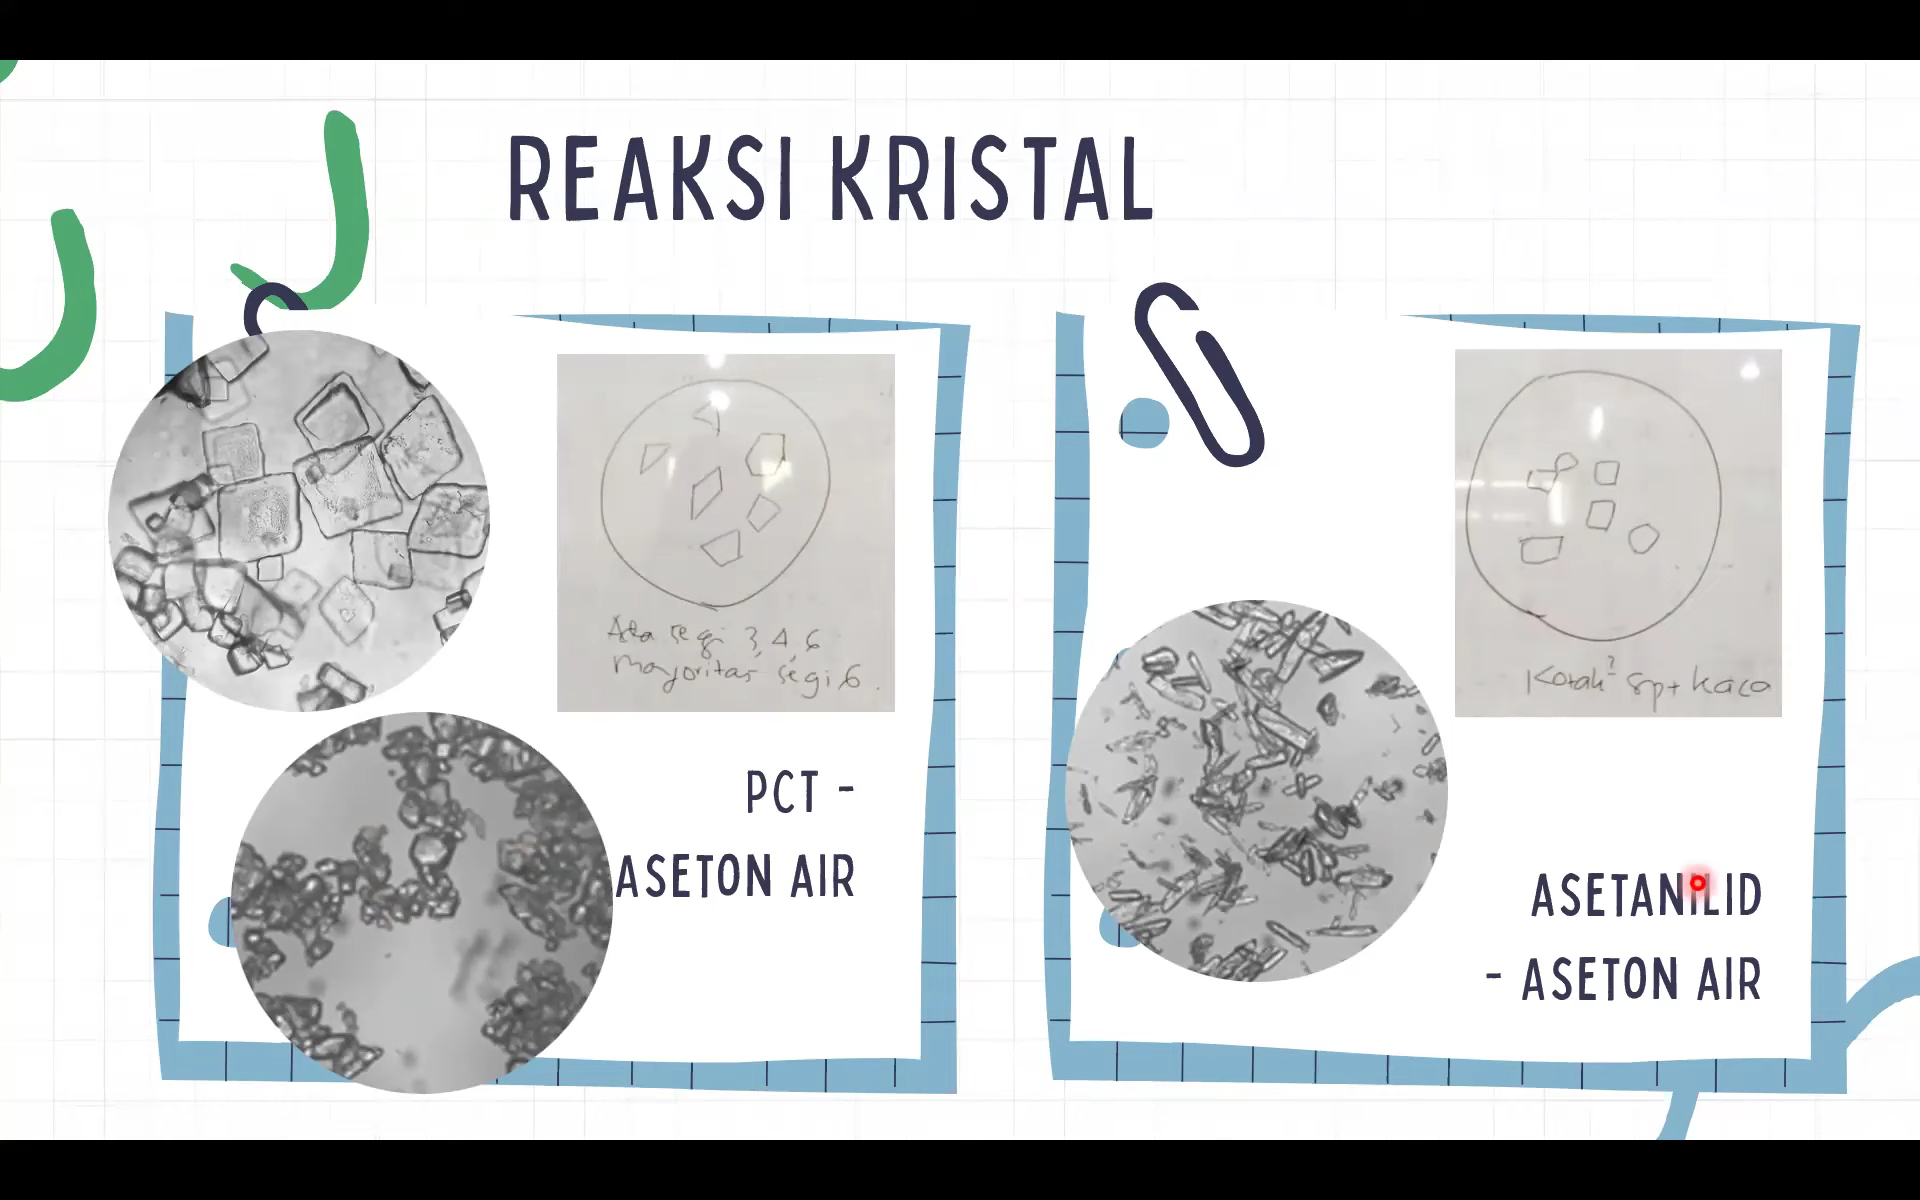 REAKSI KRISTAL
Ada segi 3, 4, 6
mayoritas segi 6.
PCT -
ASETON AIR
Kotak² spt kaca
ASETANILID
- ASETON AIR